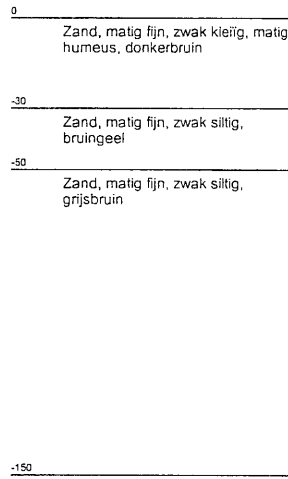 0
Zand, matig fijn, zwak kleiïg, matig
humeus, donkerbruin
-30
Zand, matig fijn, zwak siltig,
bruingeel
-50
Zand, matig fijn, zwak siltig,
grijsbruin
-150